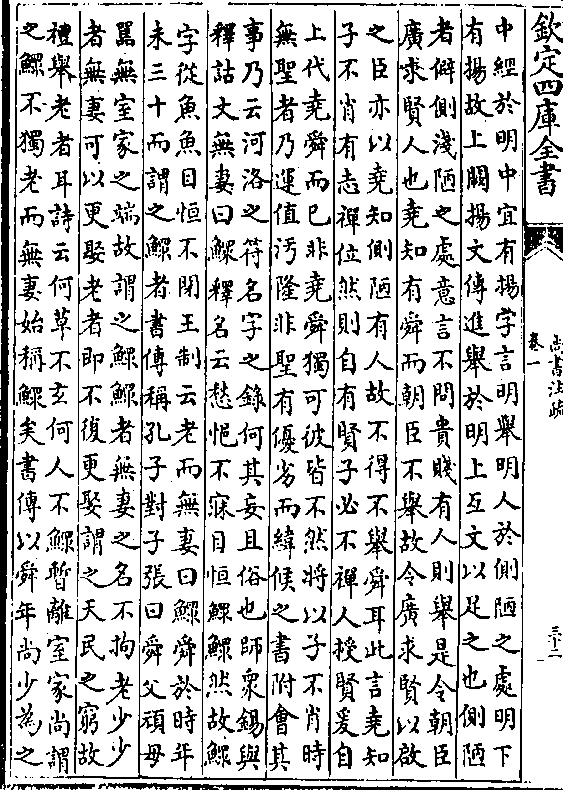 欽定四庫全書
尚書注疏
卷一
三十二
中經於明中宜有揚字言明舉明人於側陋之處明下
有揚故上闕揚文傳進舉於明上互文以足之也側陋
者僻側淺陋之處意言不問貴賤有人則舉是令朝臣
廣求賢人也堯知有舜而朝臣不舉故令廣求賢以啟
之臣亦以堯知側陋有人故不得不舉舜耳此言堯知
子不肖有志禪位然則自有賢子必不禪人授賢爰自
上代堯舜而已非堯舜獨可彼皆不然將以子不肖時
無聖者乃運值汚隆非聖有優劣而緯候之書附會其
事乃云河洛之符名字之錄何其妄且俗也師衆錫與
釋詁文無妻曰鰥釋名云愁悒不寐目恒鰥鰥然故鰥
字從魚魚目恒不閉王制云老而無妻曰鰥舜於時年
未三十而謂之鰥者書傳稱孔子對子張曰舜父頑母
嚚無室家之端故謂之鰥鰥者無妻之名不拘老少少
者無妻可以更娶老者即不復更娶謂之天民之窮故
禮舉老者耳詩云何草不玄何人不鰥暫離室家尚謂
之鰥不獨老而無妻始稱鰥矣書傳以舜年尚少為之